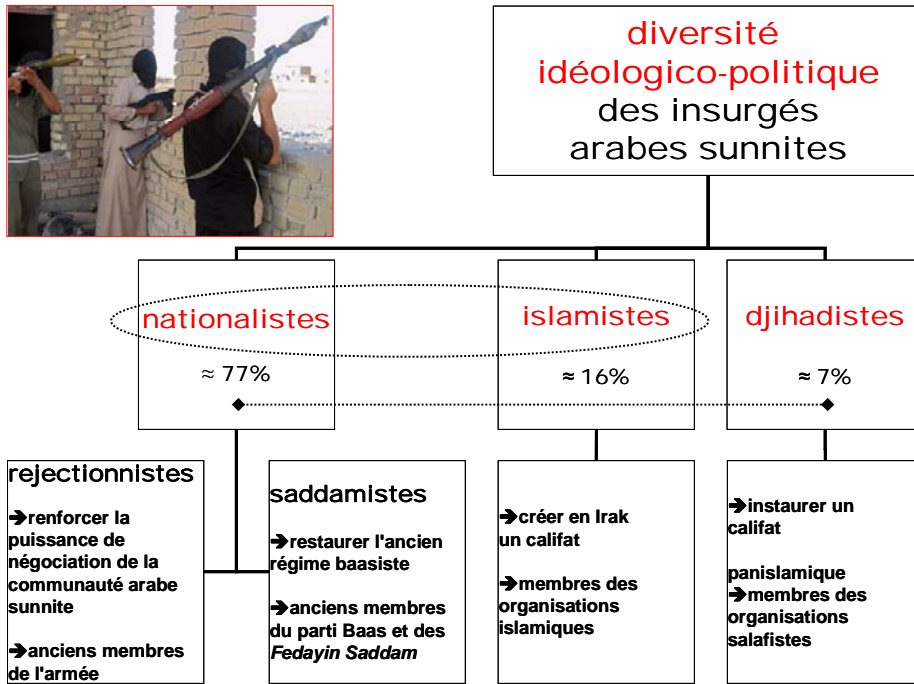 diversité
idéologico-politique
des insurgés
arabes sunnites
nationalistes
≈ 77%
islamistes
≈ 16%
djihadistes
≈ 7%
rejectionnistes
➔renforcer la
puissance de
négociation de la
communauté arabe
sunnite
➔anciens membres
de l'armée
saddamistes
➔restaurer l'ancien
régime baasiste
➔anciens membres
du parti Baas et des
Fedayin Saddam
➔créer en Irak
un califat
➔membres des
organisations
islamiques
➔instaurer un
califat
panislamique
➔membres des
organisations
salafistes